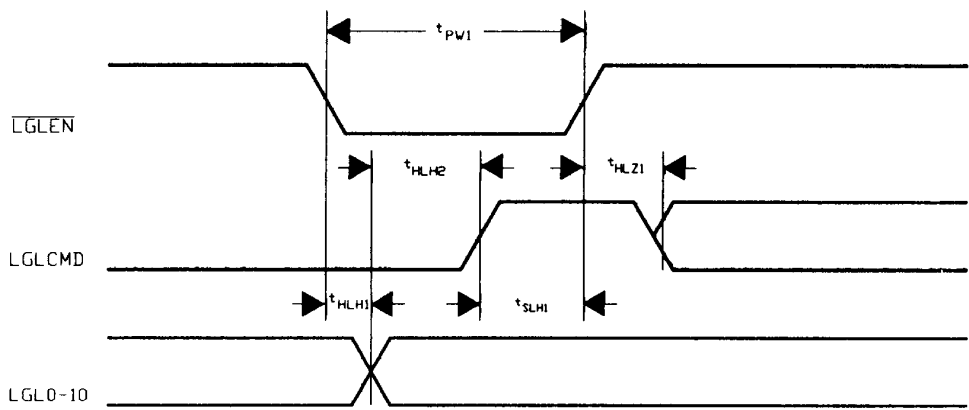 tPW1
LGLEN
tHLH2
tHLZ1
LGLCMD
tHLH1
tSLH1
LGL0-10